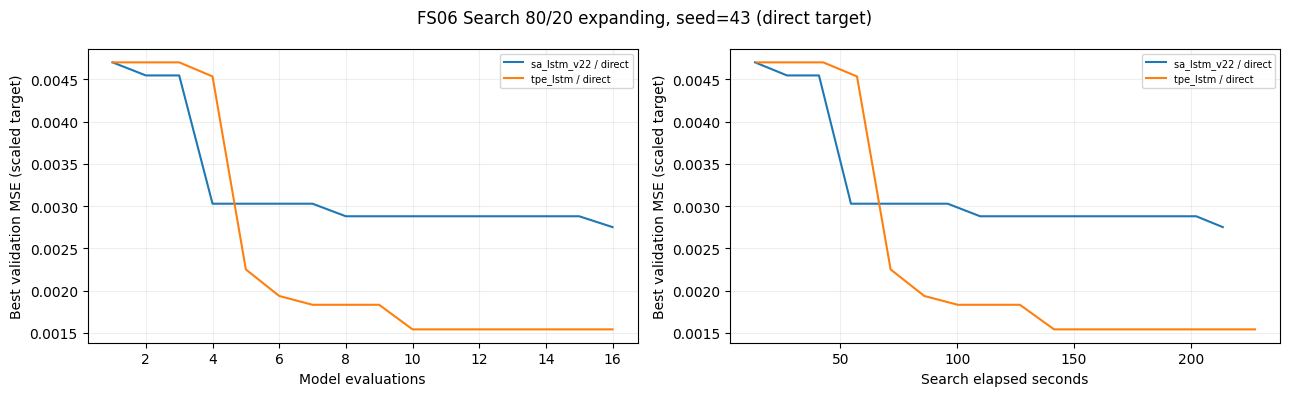 FS06 Search 80/20 expanding, seed=43 (direct target)
Best validation MSE (scaled target)
0.0045
0.0040
0.0035
0.0030
0.0025
0.0020
0.0015
sa_lstm_v22 / direct
tpe_lstm / direct
2 4 6 8 10 12 14 16
Model evaluations
Best validation MSE (scaled target)
0.0045
0.0040
0.0035
0.0030
0.0025
0.0020
0.0015
sa_lstm_v22 / direct
tpe_lstm / direct
50 100 150 200
Search elapsed seconds